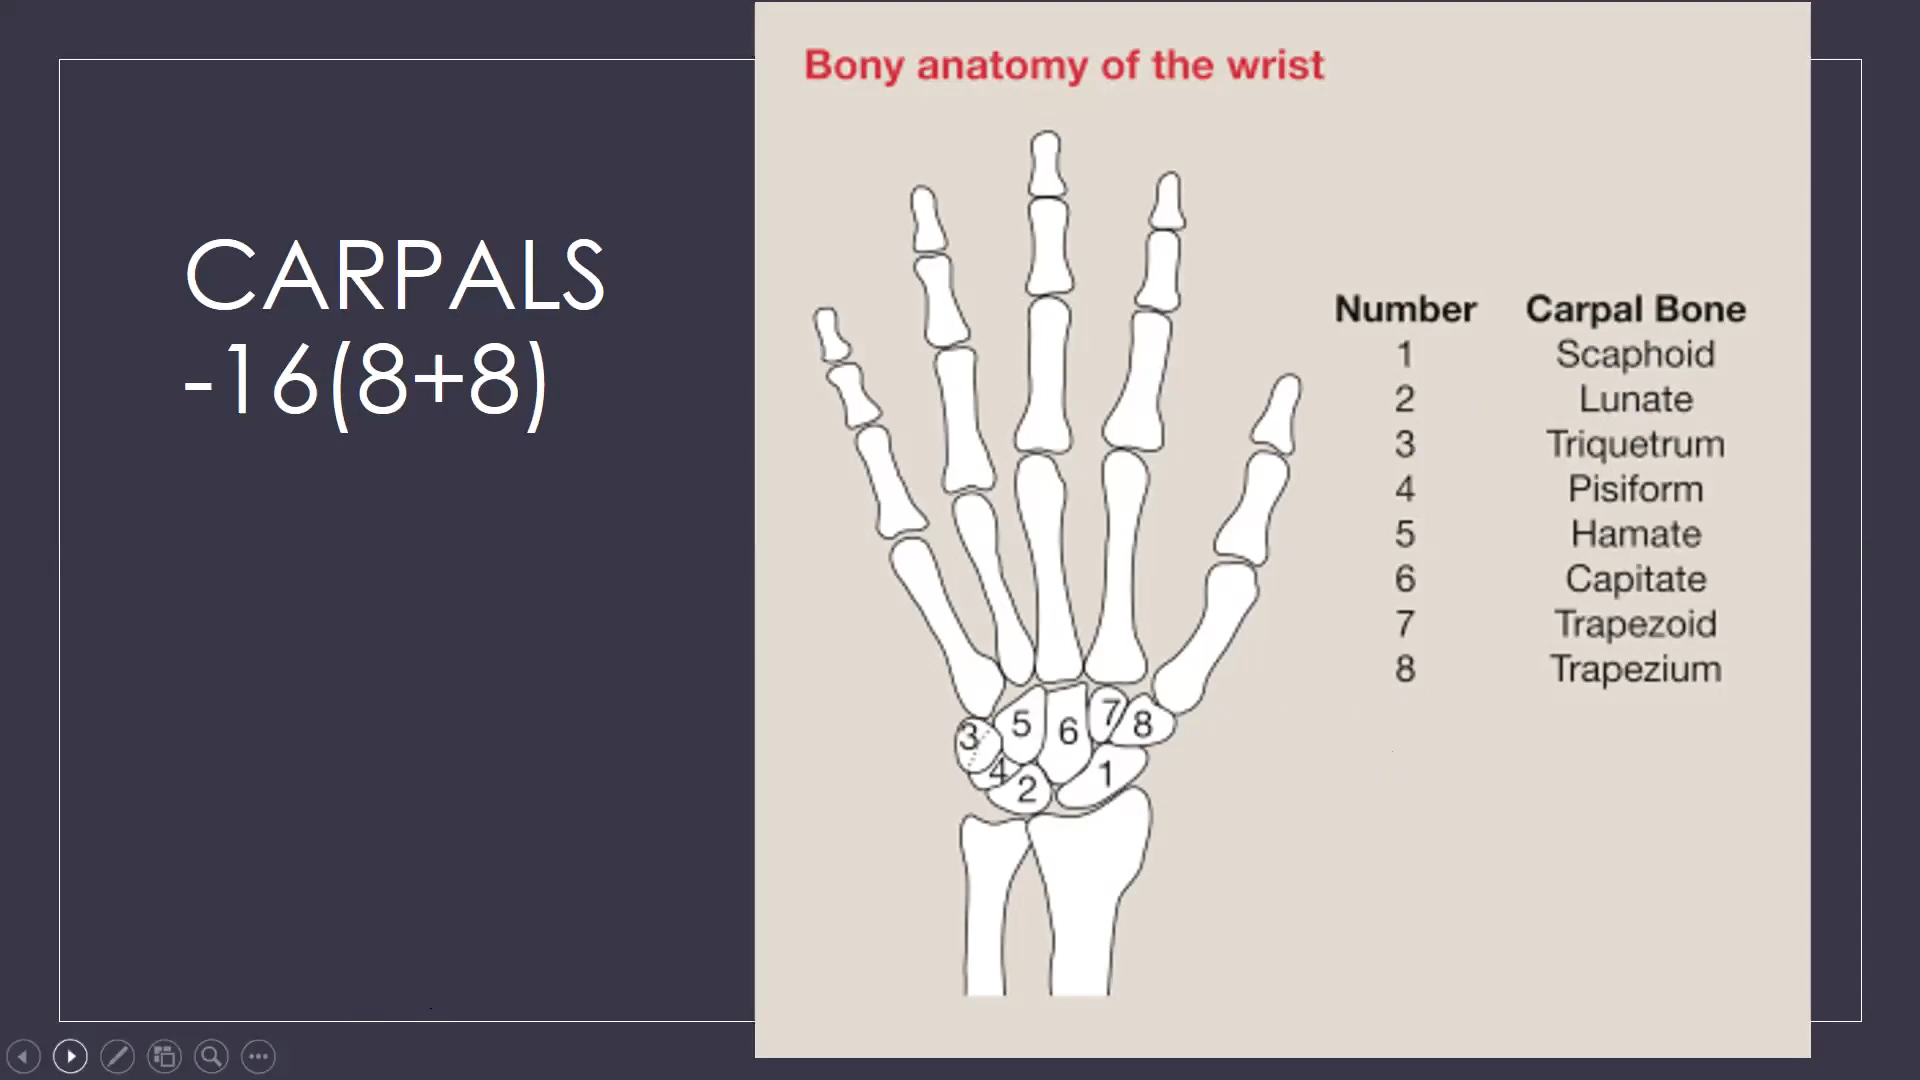 CARPALS
-16(8+8)
Bony anatomy of the wrist
Number Carpal Bone
1 Scaphoid
2 Lunate
3 Triquetrum
4 Pisiform
5 Hamate
6 Capitate
7 Trapezoid
8 Trapezium
3 5 6 7 8
4 2 1